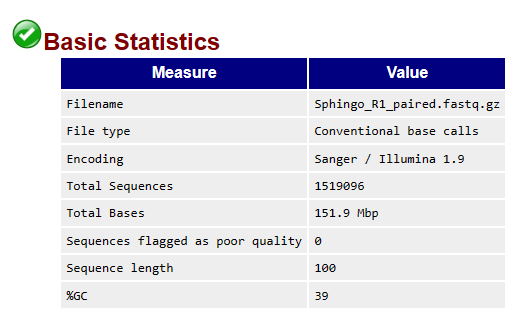 Basic Statistics
Measure Value
Filename Sphingo_R1_paired.fastq.gz
File type Conventional base calls
Encoding Sanger / Illumina 1.9
Total Sequences 1519096
Total Bases 151.9 Mbp
Sequences flagged as poor quality 0
Sequence length 100
%GC 39